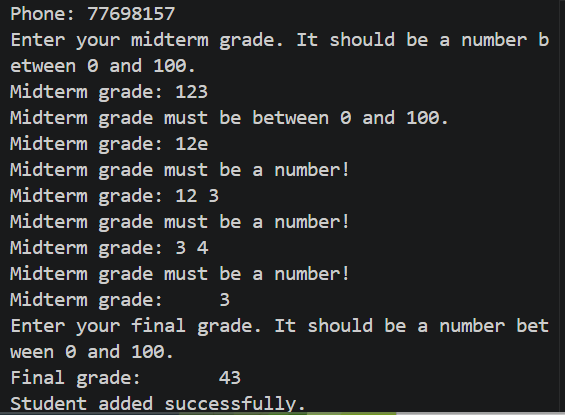 Phone: 77698157
Enter your midterm grade. It should be a number b
etween 0 and 100.
Midterm grade: 123
Midterm grade must be between 0 and 100.
Midterm grade: 12e
Midterm grade must be a number!
Midterm grade: 12 3
Midterm grade must be a number!
Midterm grade: 3 4
Midterm grade must be a number!
Midterm grade:     3
Enter your final grade. It should be a number bet
ween 0 and 100.
Final grade:       43
Student added successfully.